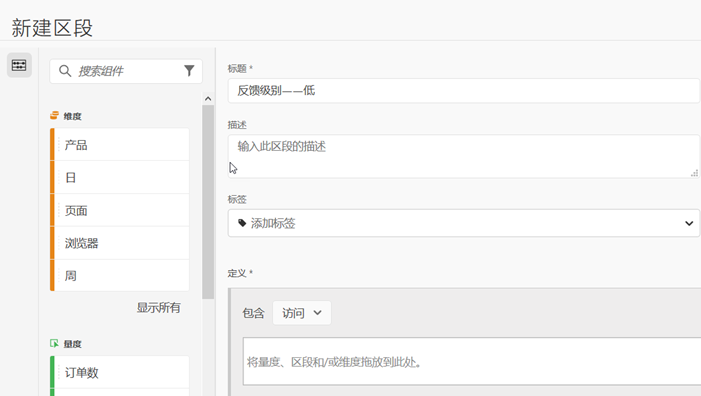 新建区段
搜索组件
维度
产品
日
页面
浏览器
周
显示所有
量度
订单数
标题 *
反馈级别——低
描述
输入此区段的描述
标签
添加标签
定义 *
包含 访问
将量度、区段和/或维度拖放到此处。